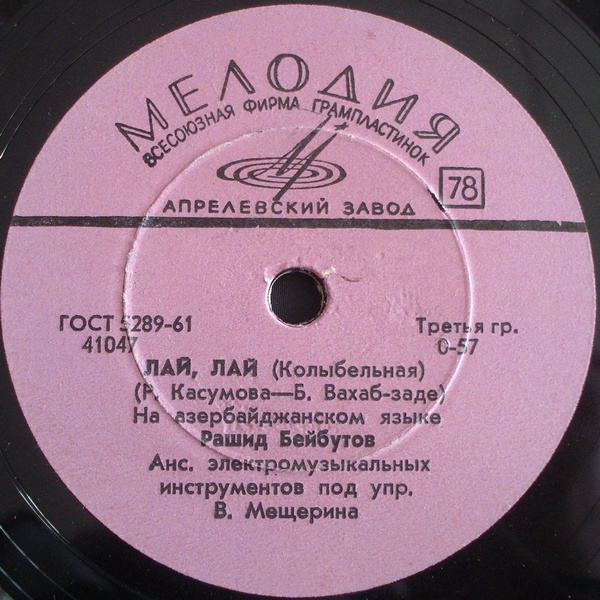 МЕЛОДИЯ
ВСЕСОЮЗНАЯ ФИРМА ГРАМПЛАСТИНОК
78
АПРЕЛЕВСКИЙ ЗАВОД
ГОСТ 5289-61
41047
Третья гр.
0-57
ЛАЙ, ЛАЙ (Колыбельная)
(Р. Касумова—Б. Вахаб-заде)
На азербайджанском языке
Рашид Бейбутов
Анс. электромузыкальных
инструментов под упр.
В. Мещерина